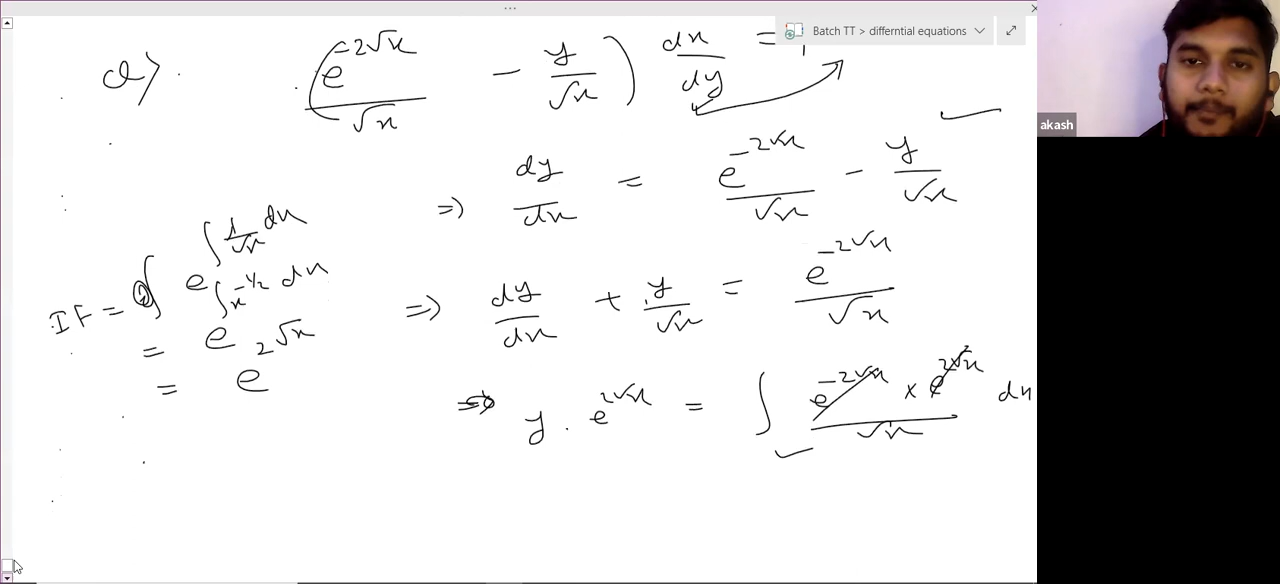 Batch TT > differntial equations
akash
Q). (e^{-2√x}/√x - y/√x) dx/dy = 1
⇒ dy/dx = e^{-2√x}/√x - y/√x
⇒ dy/dx + y/√x = e^{-2√x}/√x
IF = e^{∫ 1/√x dx}
= e^{∫ x^{-1/2} dx}
= e^{2√x}
⇒ y . e^{2√x} = ∫ e^{-2√x} × e^{2√x}/√x dx